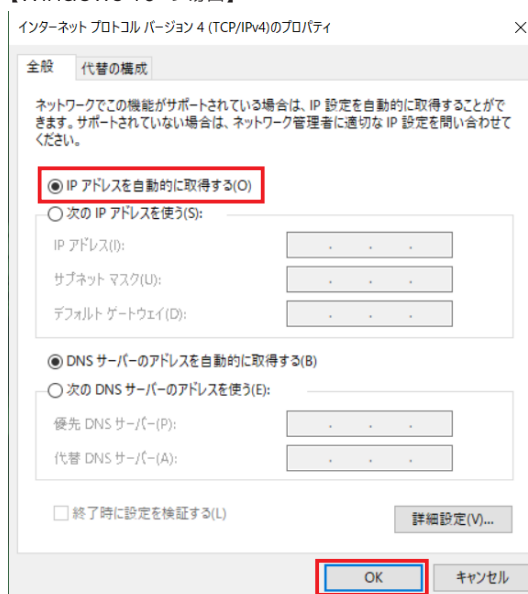 インターネット プロトコル バージョン 4 (TCP/IPv4)のプロパティ
全般
代替の構成
ネットワークでこの機能がサポートされている場合は、IP 設定を自動的に取得することがで
きます。サポートされていない場合は、ネットワーク管理者に適切な IP 設定を問い合わせて
ください。
IP アドレスを自動的に取得する(O)
次の IP アドレスを使う(S):
IP アドレス(I):
サブネット マスク(U):
デフォルト ゲートウェイ(D):
DNS サーバーのアドレスを自動的に取得する(B)
次の DNS サーバーのアドレスを使う(E):
優先 DNS サーバー(P):
代替 DNS サーバー(A):
終了時に設定を検証する(L)
詳細設定(V)...
OK
キャンセル